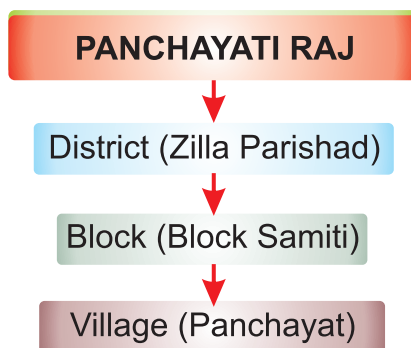 PANCHAYATI RAJ
District (Zilla Parishad)
Block (Block Samiti)
Village (Panchayat)